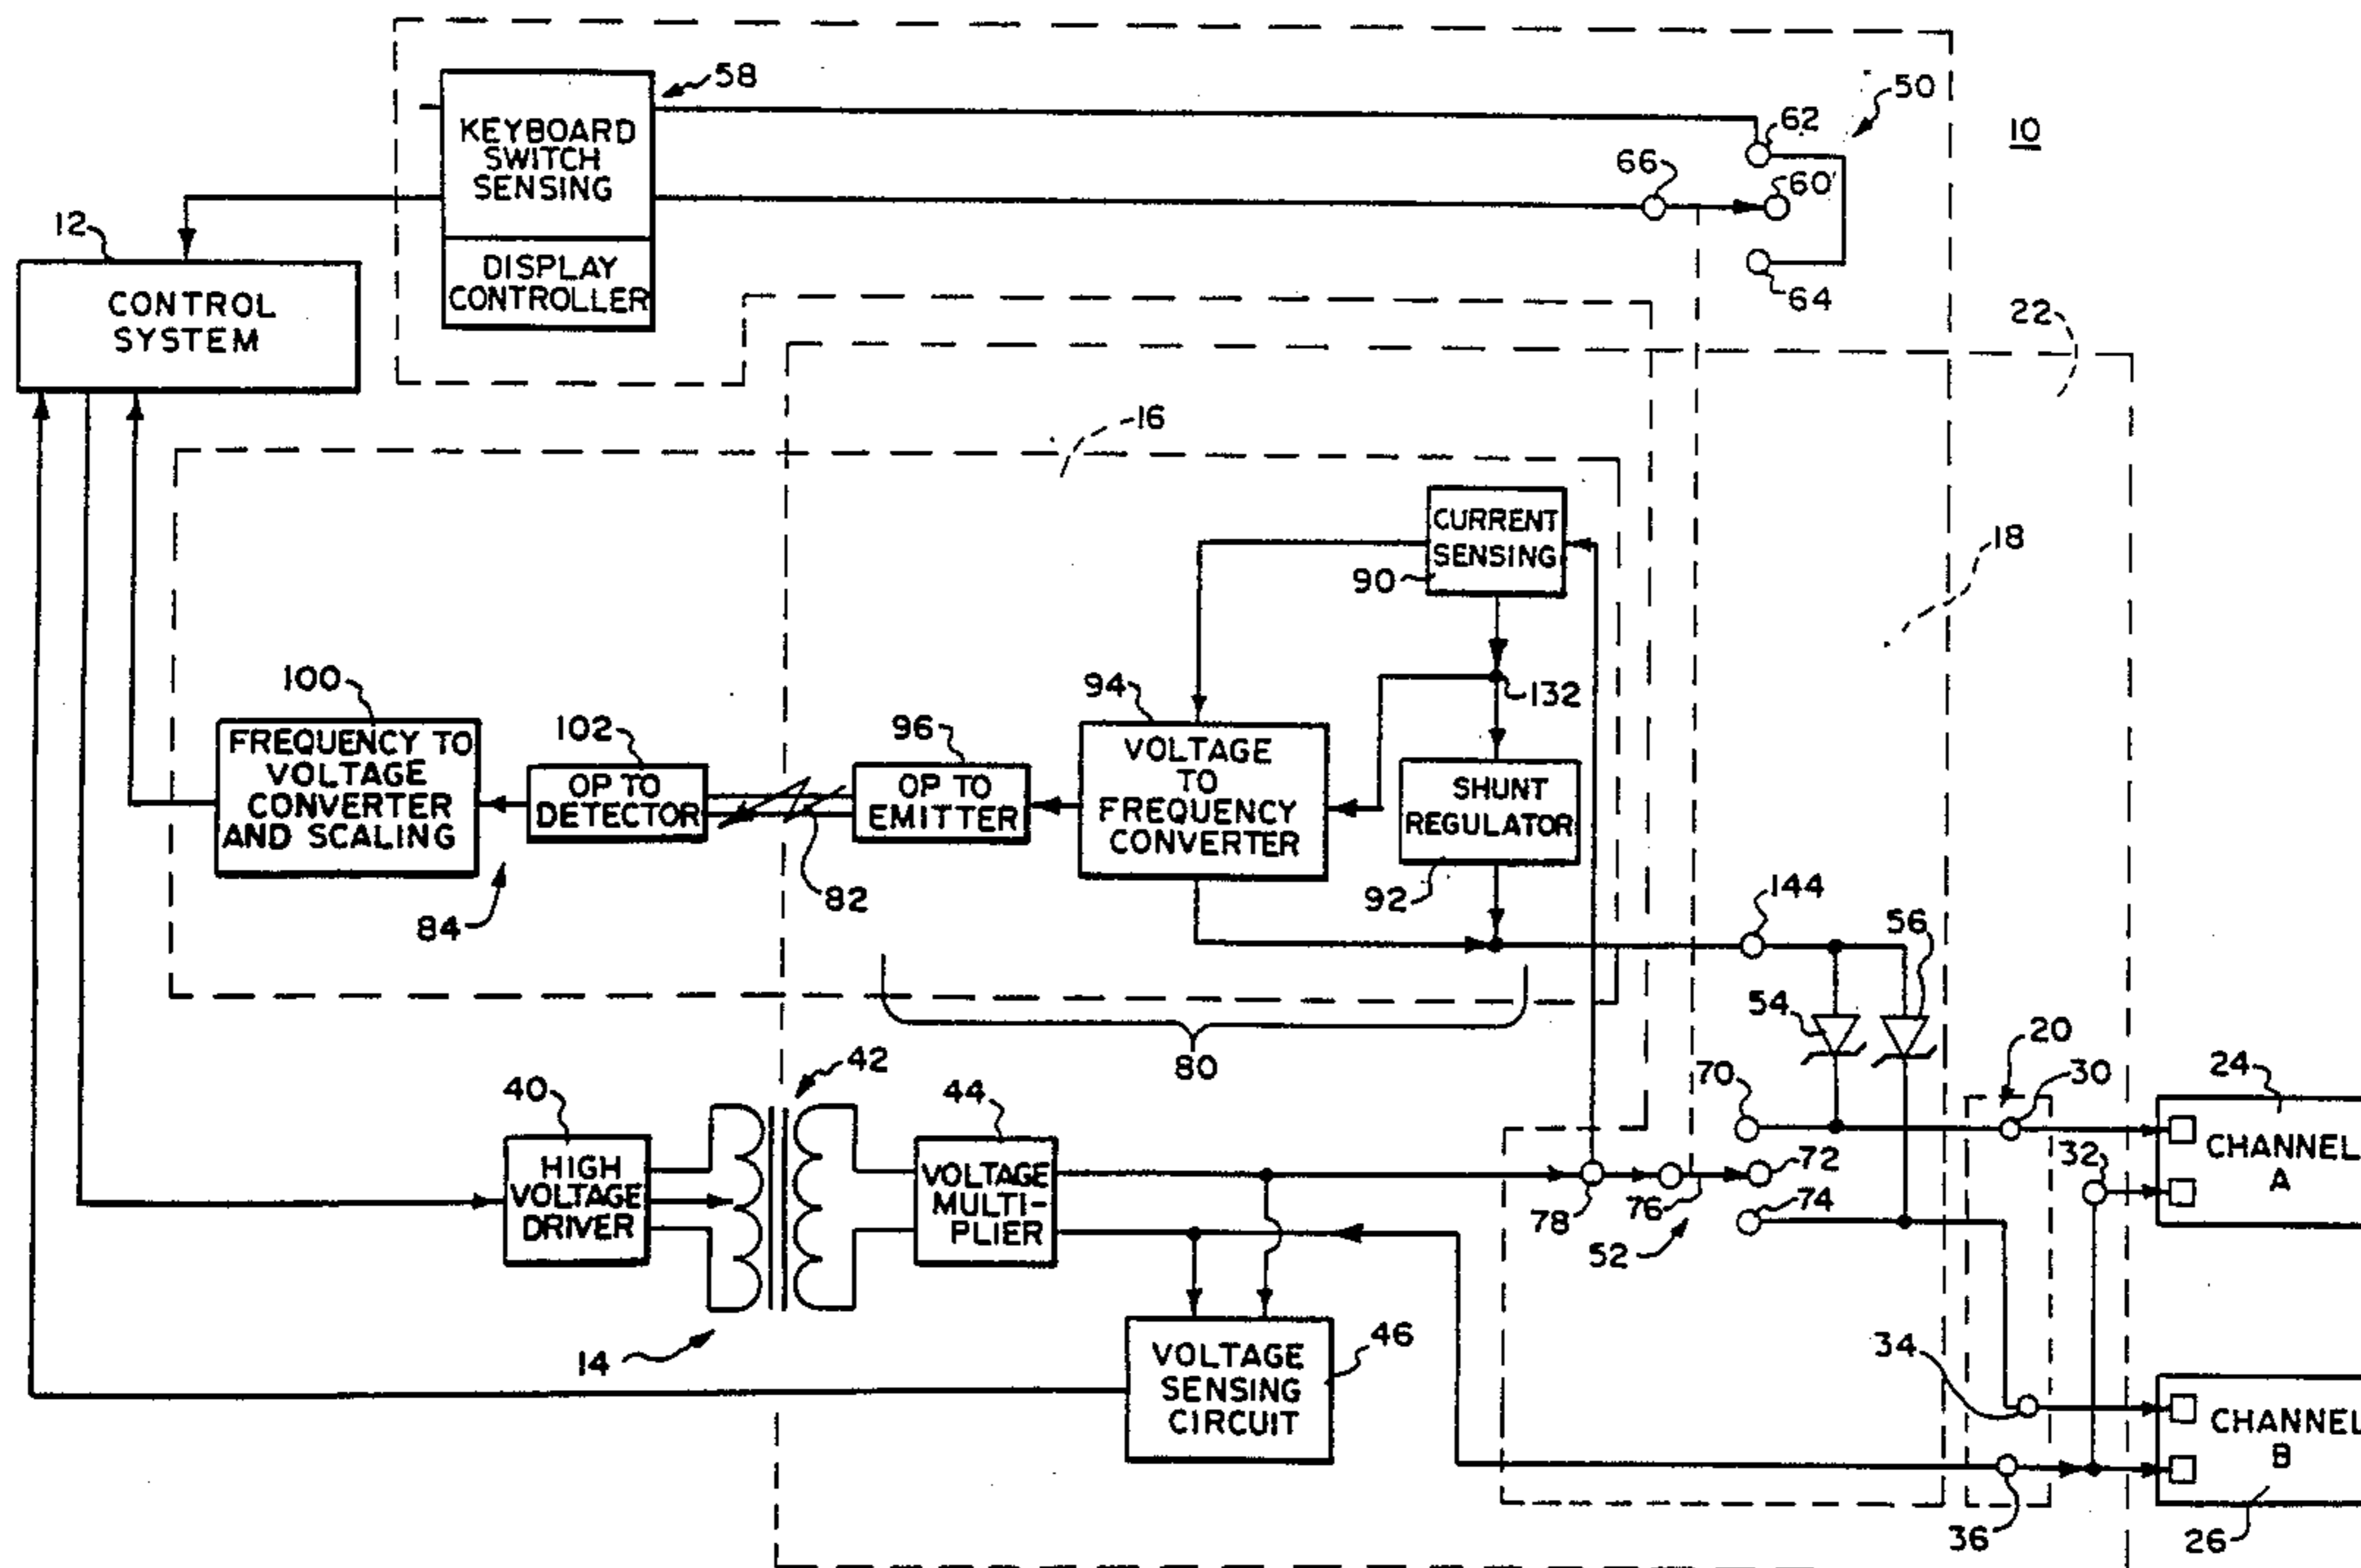 58
KEYBOARD
SWITCH
SENSING
DISPLAY
CONTROLLER
62
50
10
66
60'
64
12
CONTROL
SYSTEM
22
16
18
CURRENT
SENSING
90
132
100
FREQUENCY TO
VOLTAGE
CONVERTER
AND SCALING
102
OP TO
DETECTOR
96
OP TO
EMITTER
94
VOLTAGE
TO
FREQUENCY
CONVERTER
SHUNT
REGULATOR
84
82
92
144
56
54
80
20
40
HIGH
VOLTAGE
DRIVER
42
44
VOLTAGE
MULTI-
PLIER
70
72
74
78
76
52
30
32
24
CHANNEL
A
14
VOLTAGE
SENSING
CIRCUIT
46
34
36
CHANNEL
B
26